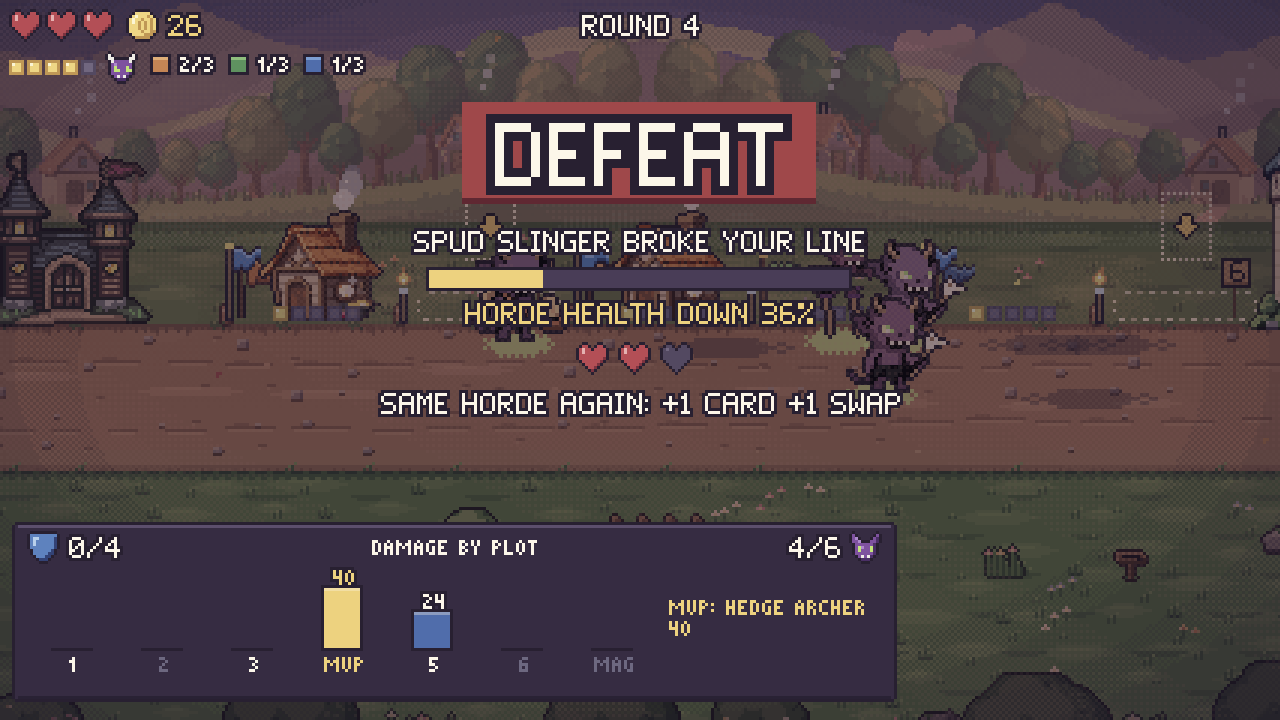 26
ROUND 4
2/3 1/3 1/3
DEFEAT
SPUD SLINGER BROKE YOUR LINE
6
HORDE HEALTH DOWN 36%
SAME HORDE AGAIN: +1 CARD +1 SWAP
0/4 DAMAGE BY PLOT 4/6
40
24
MVP: HEDGE ARCHER
40
1 2 3 MVP 5 6 MAG